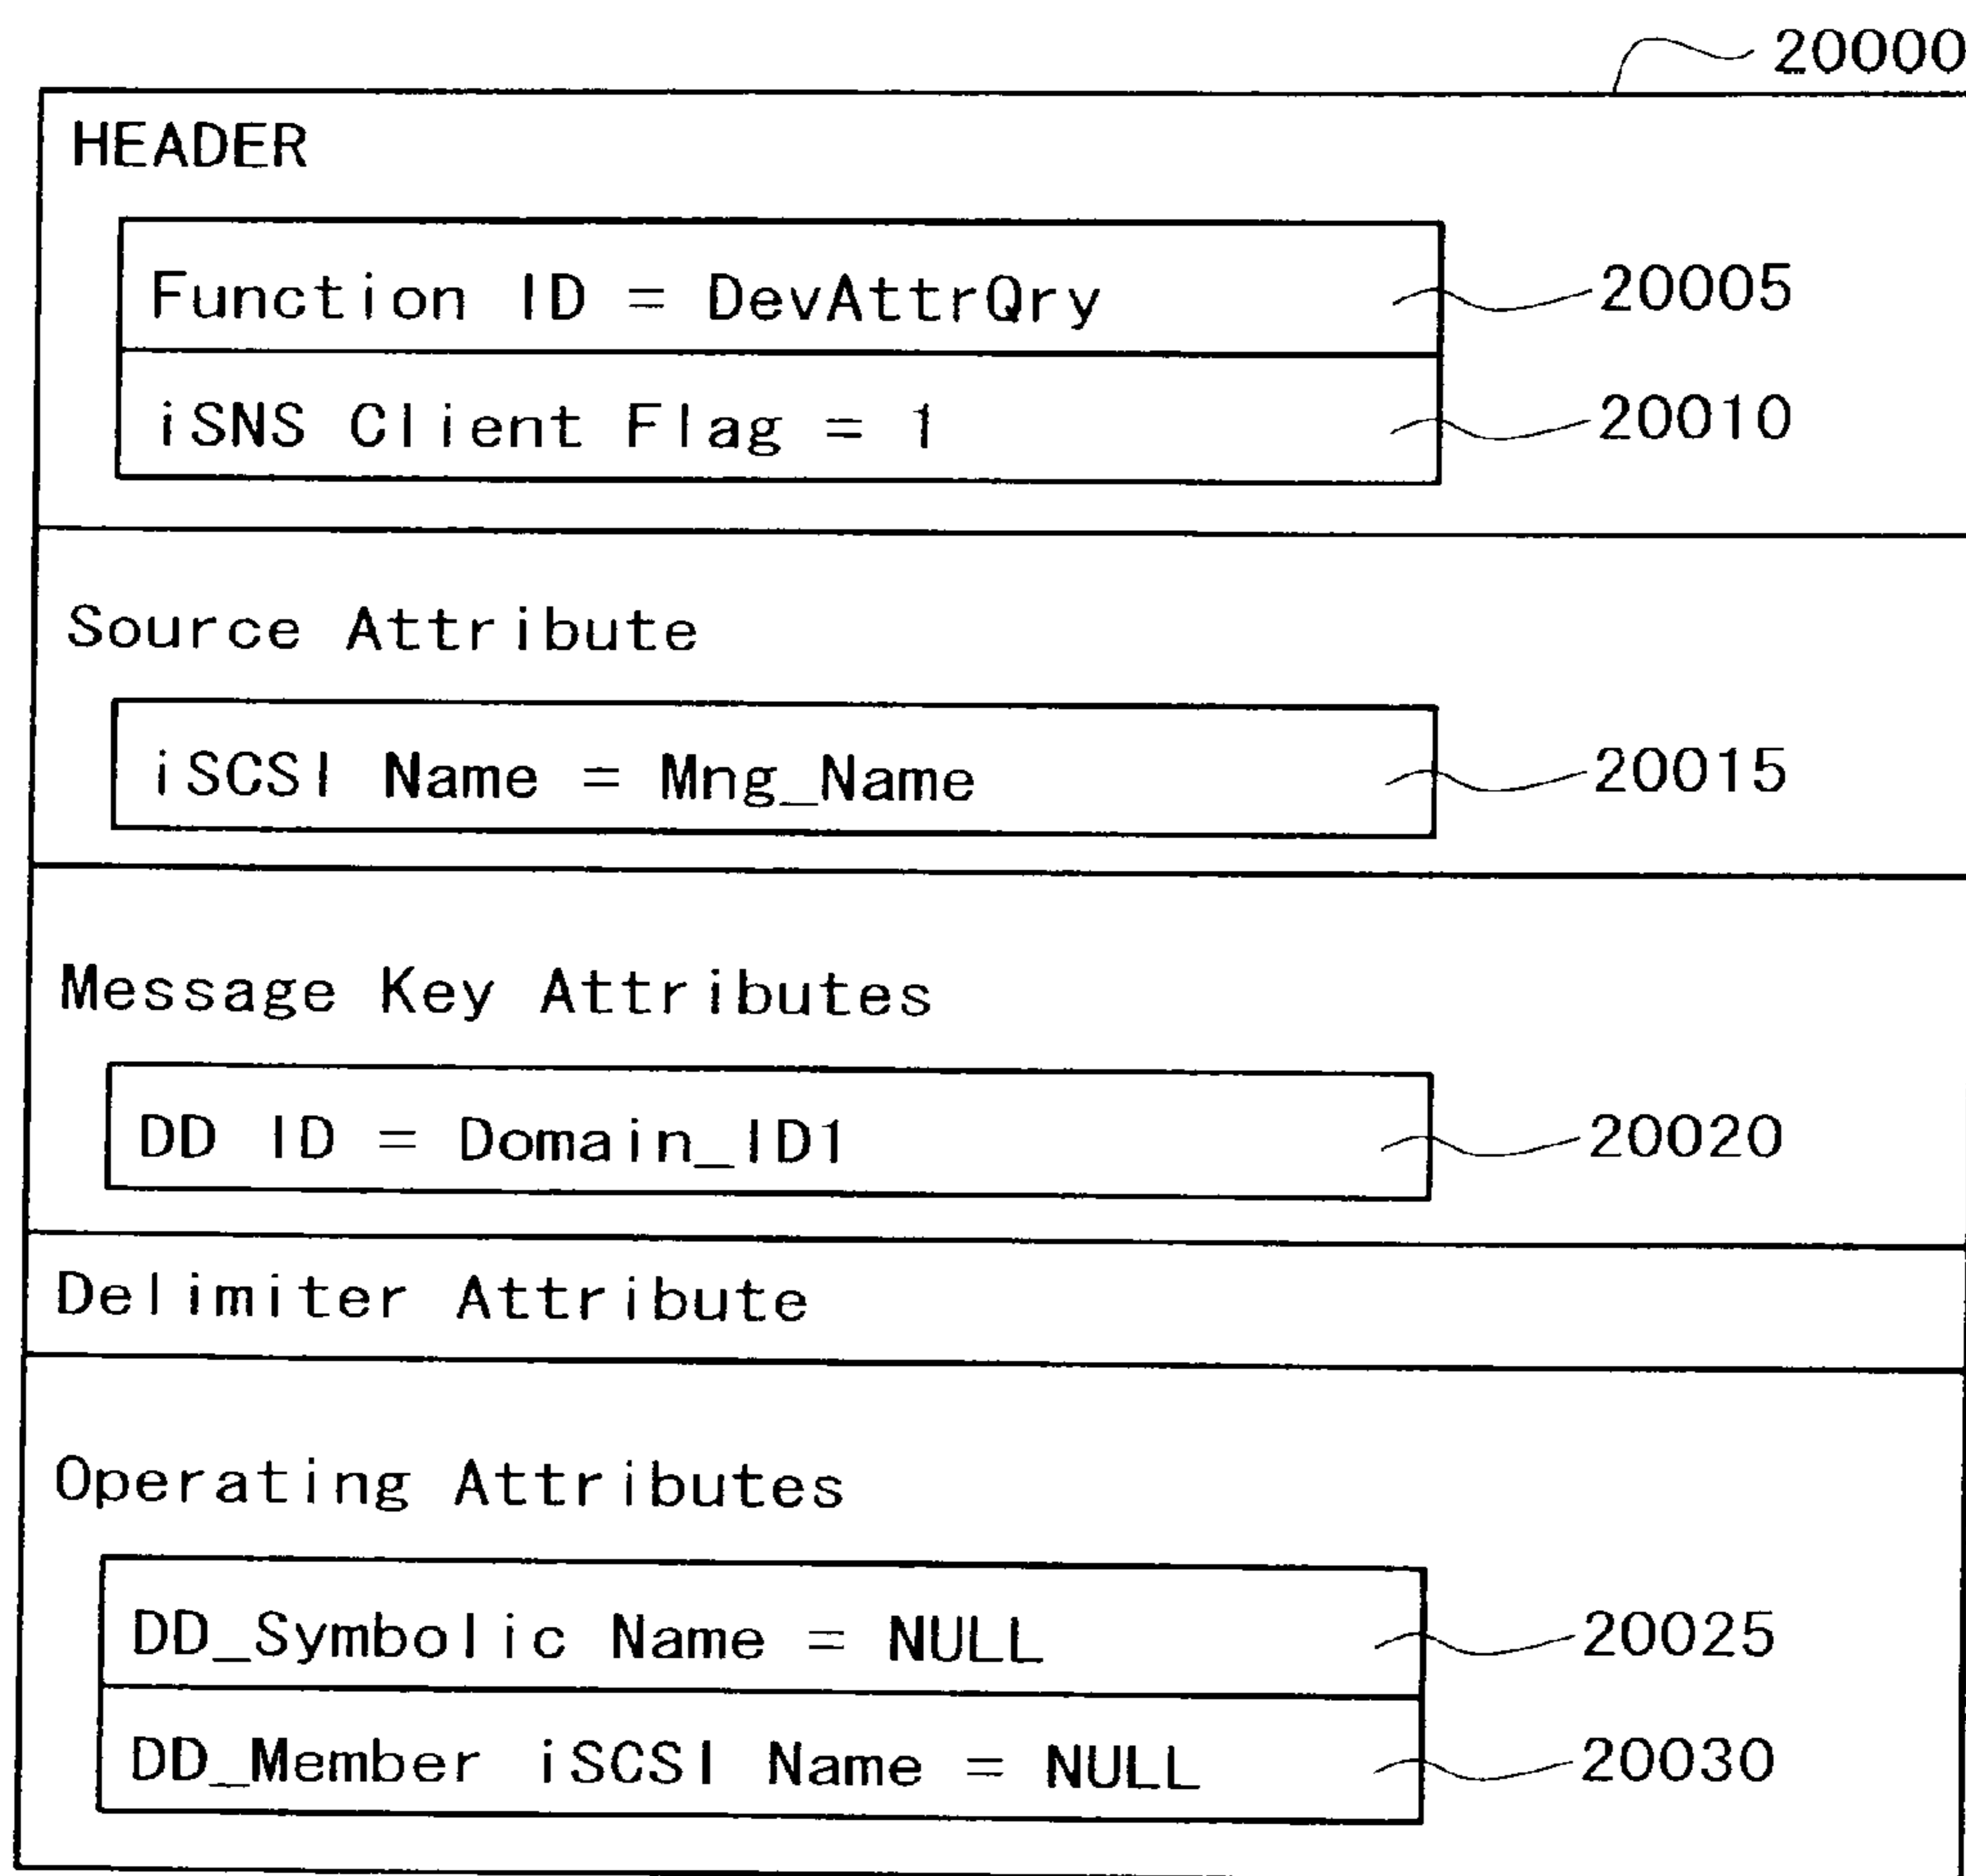 20000
HEADER
Function ID = DevAttrQry 20005
iSNS Client Flag = 1 20010
Source Attribute
iSCSI Name = Mng_Name 20015
Message Key Attributes
DD ID = Domain_ID1 20020
Delimiter Attribute
Operating Attributes
DD_Symbolic Name = NULL 20025
DD_Member iSCSI Name = NULL 20030